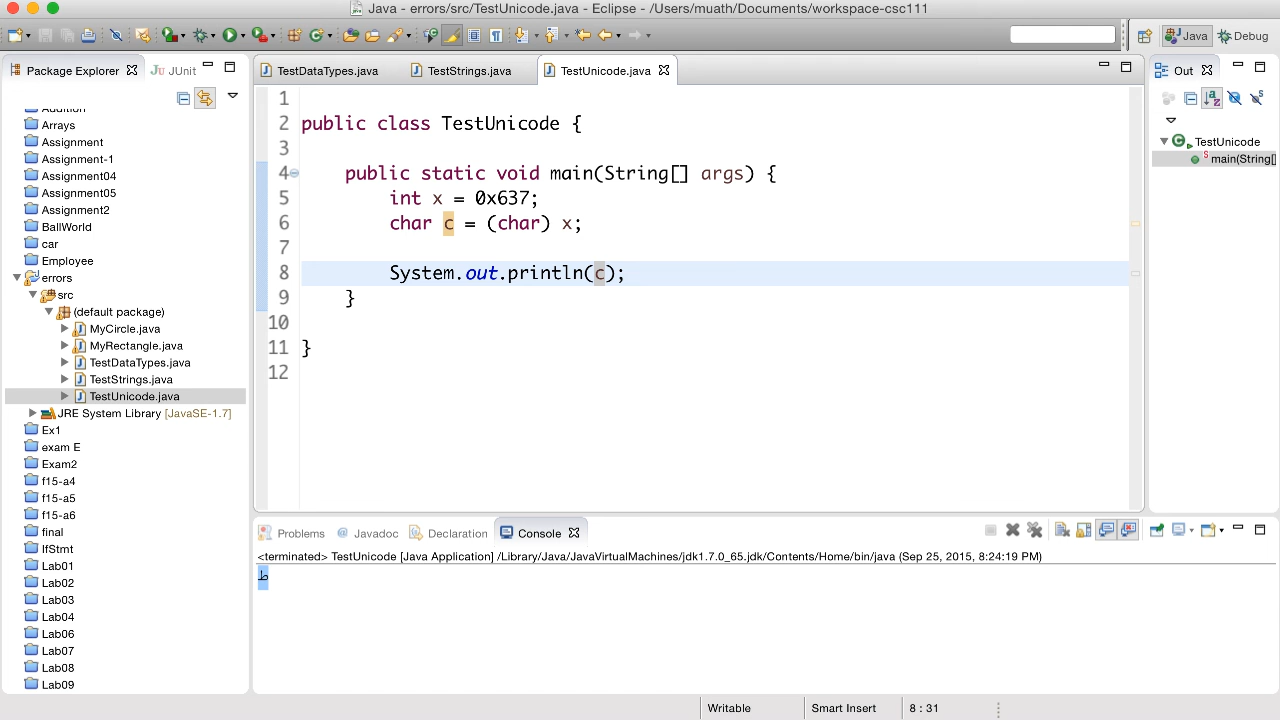 Java - errors/src/TestUnicode.java - Eclipse - /Users/muath/Documents/workspace-csc111
Java
Debug
Package Explorer
JUnit
TestDataTypes.java
TestStrings.java
TestUnicode.java
Out
Addition
Arrays
Assignment
Assignment-1
Assignment04
Assignment05
Assignment2
BallWorld
car
Employee
errors
src
(default package)
MyCircle.java
MyRectangle.java
TestDataTypes.java
TestStrings.java
TestUnicode.java
JRE System Library [JavaSE-1.7]
Ex1
exam E
Exam2
f15-a4
f15-a5
f15-a6
final
IfStmt
Lab01
Lab02
Lab03
Lab04
Lab06
Lab07
Lab08
Lab09
1
2 public class TestUnicode {
3
4 public static void main(String[] args) {
5 int x = 0x637;
6 char c = (char) x;
7
8 System.out.println(c);
9 }
10
11 }
12
TestUnicode
main(String[]
Problems
Javadoc
Declaration
Console
<terminated> TestUnicode [Java Application] /Library/Java/JavaVirtualMachines/jdk1.7.0_65.jdk/Contents/Home/bin/java (Sep 25, 2015, 8:24:19 PM)
ط
Writable
Smart Insert
8 : 31